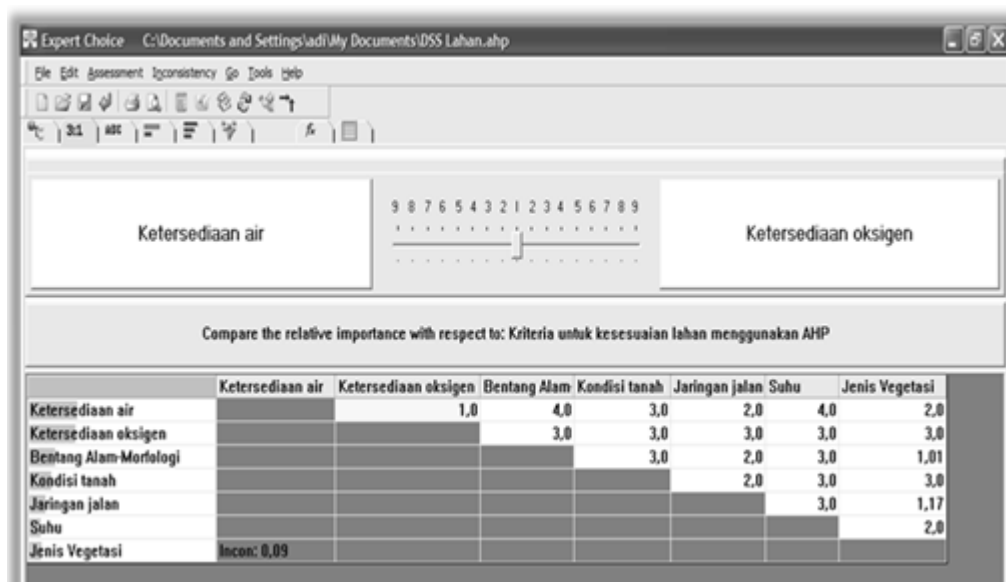 Expert Choice C:\Documents and Settings\adi\My Documents\DSS Lahan.ahp
File Edit Assessment Inconsistency Go Tools Help
3:1 ABC
9 8 7 6 5 4 3 2 1 2 3 4 5 6 7 8 9
Ketersediaan air Ketersediaan oksigen
Compare the relative importance with respect to: Kriteria untuk kesesuaian lahan menggunakan AHP
Ketersediaan air Ketersediaan oksigen Bentang Alam Kondisi tanah Jaringan jalan Suhu Jenis Vegetasi
Ketersediaan air 1,0 4,0 3,0 2,0 4,0 2,0
Ketersediaan oksigen 3,0 3,0 3,0 3,0 3,0
Bentang Alam-Morfologi 3,0 2,0 3,0 1,01
Kondisi tanah 2,0 3,0 3,0
Jaringan jalan 3,0 1,17
Suhu 2,0
Jenis Vegetasi Incon: 0,09